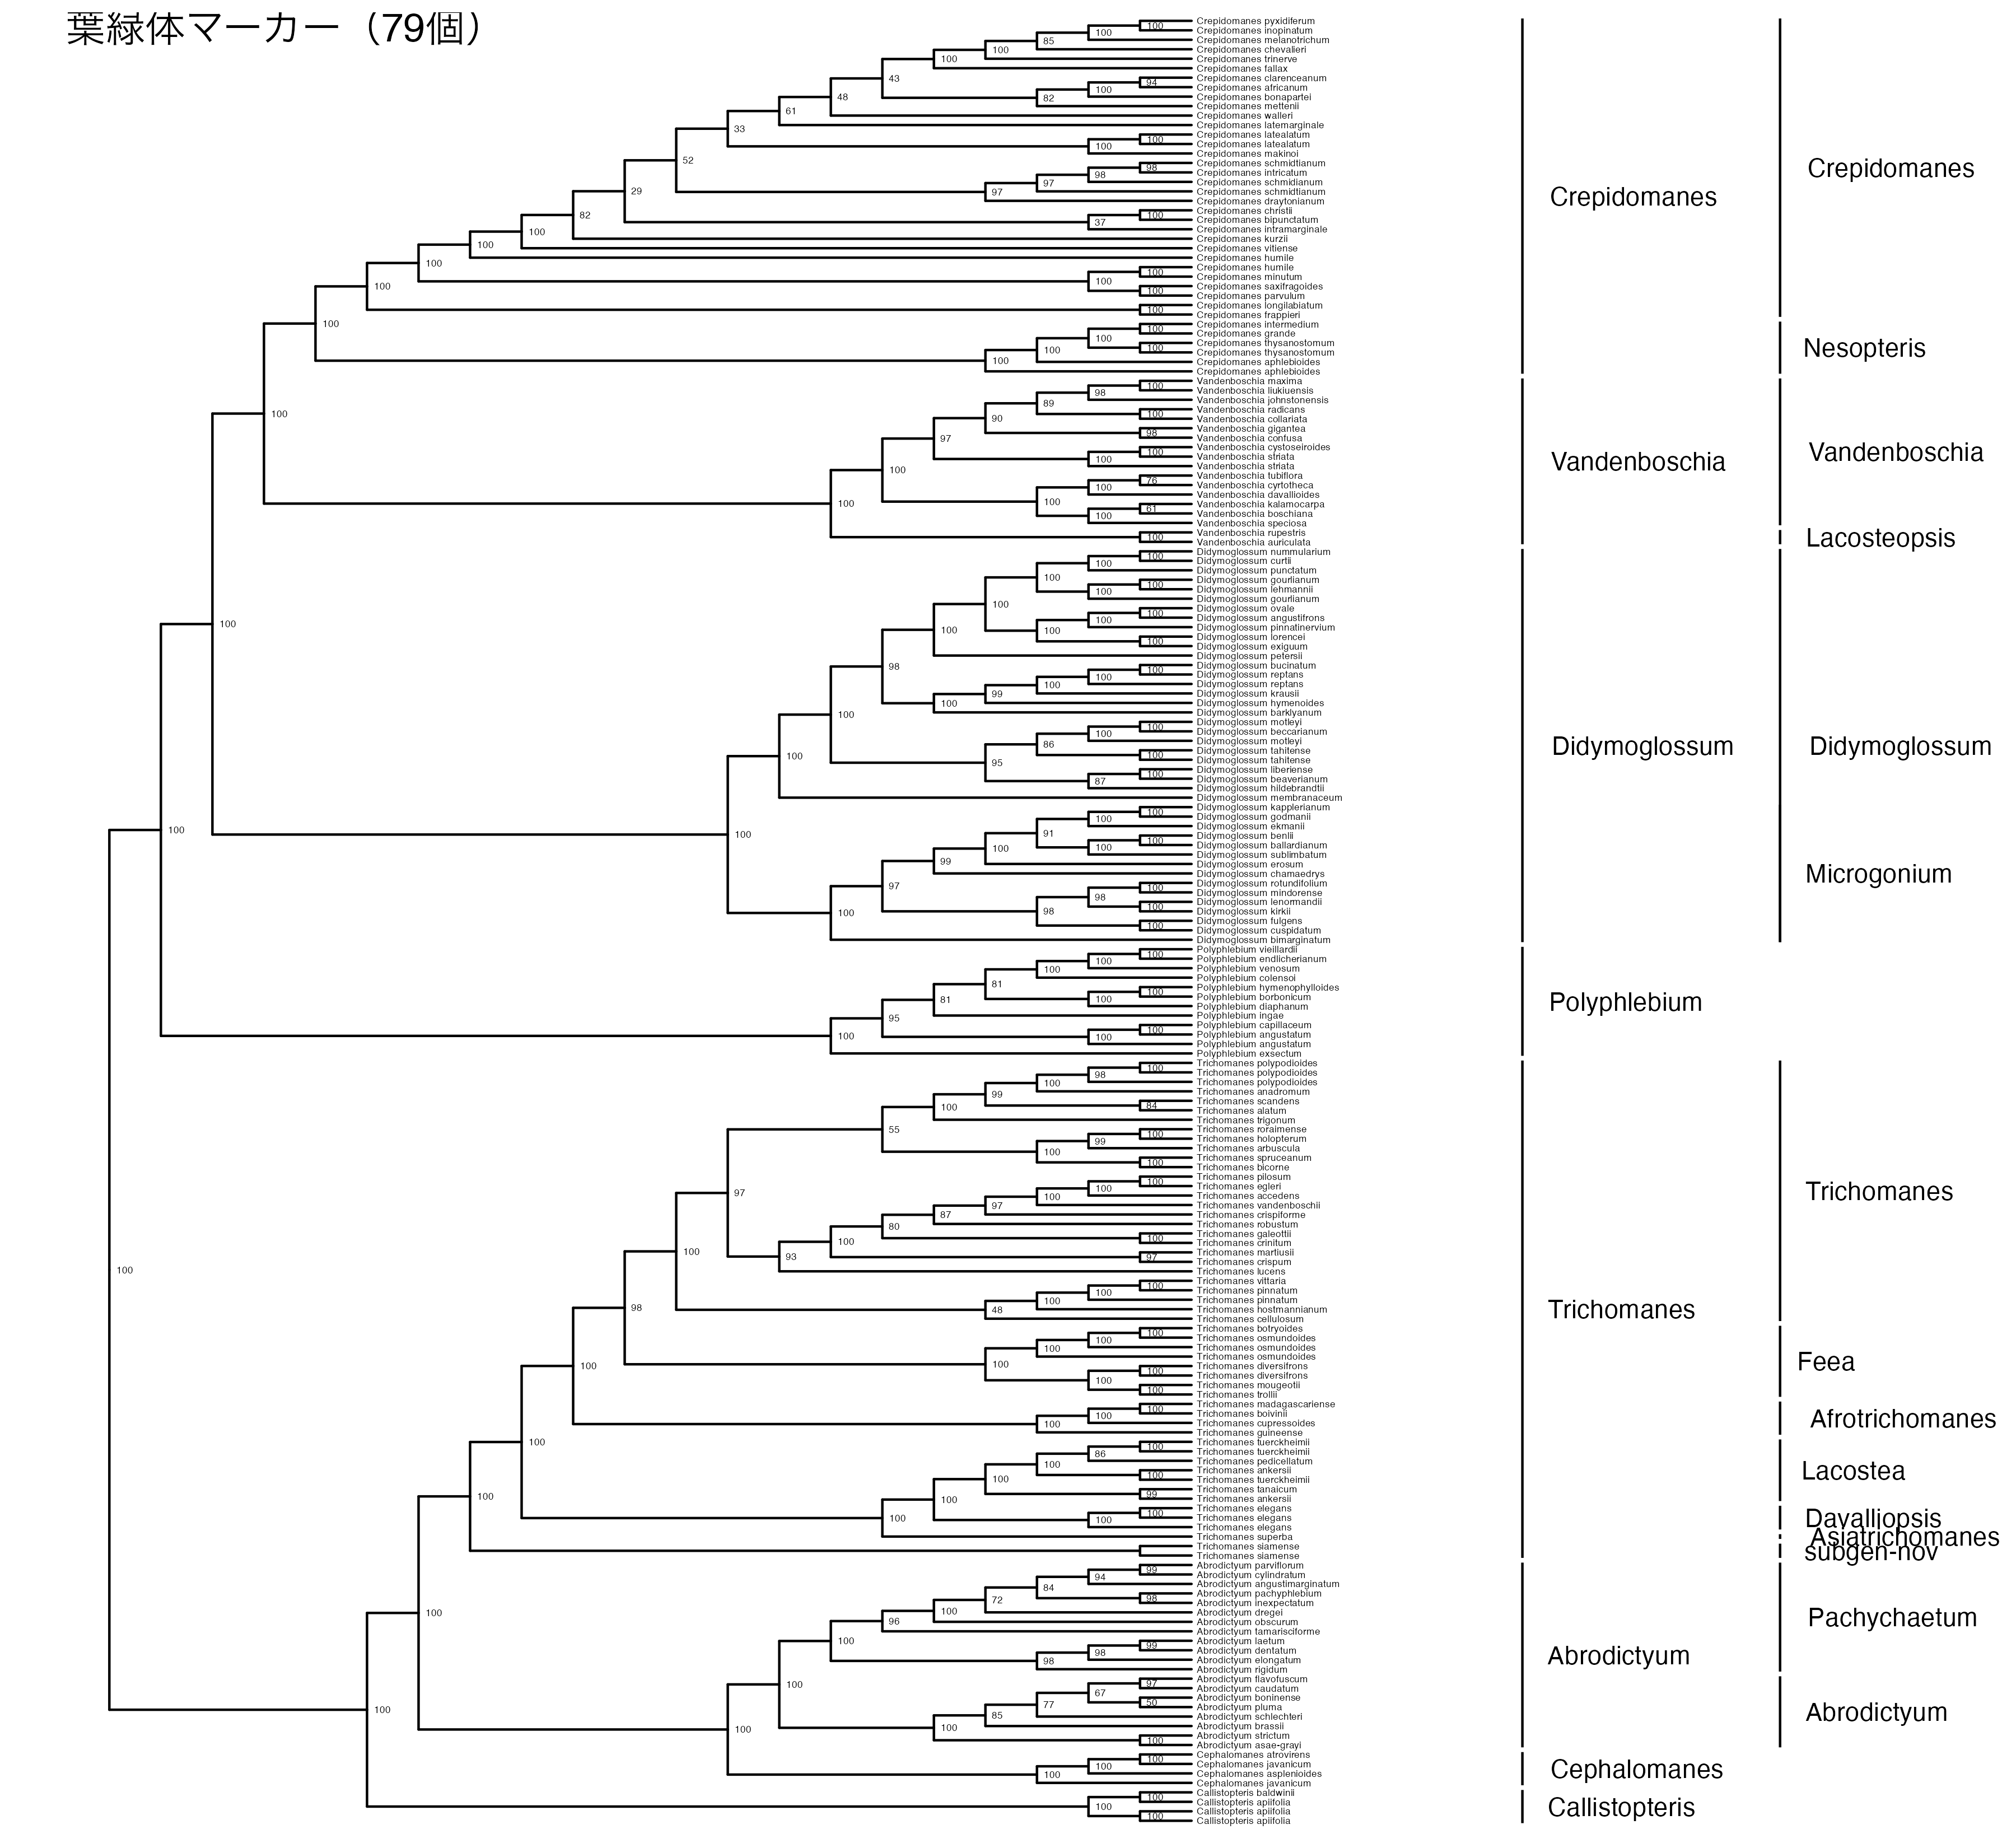 葉緑体マーカー（79個）
Crepidomanes pyxidiferum
Crepidomanes inopinatum
Crepidomanes melanotrichum
Crepidomanes chevalieri
Crepidomanes trinerve
Crepidomanes fallax
Crepidomanes clarenceanum
Crepidomanes africanum
Crepidomanes bonapartei
Crepidomanes mettenii
Crepidomanes walleri
Crepidomanes latemarginale
Crepidomanes latealatum
Crepidomanes latealatum
Crepidomanes makinoi
Crepidomanes schmidtianum
Crepidomanes intricatum
Crepidomanes schmidianum
Crepidomanes schmidtianum
Crepidomanes draytonianum
Crepidomanes christii
Crepidomanes bipunctatum
Crepidomanes intramarginale
Crepidomanes kurzii
Crepidomanes vitiense
Crepidomanes humile
Crepidomanes humile
Crepidomanes minutum
Crepidomanes saxifragoides
Crepidomanes parvulum
Crepidomanes longilabiatum
Crepidomanes frappieri
Crepidomanes intermedium
Crepidomanes grande
Crepidomanes thysanostomum
Crepidomanes thysanostomum
Crepidomanes aphlebioides
Crepidomanes aphlebioides
Vandenboschia maxima
Vandenboschia liukiuensis
Vandenboschia johnstonensis
Vandenboschia radicans
Vandenboschia collariata
Vandenboschia gigantea
Vandenboschia confusa
Vandenboschia cystoseiroides
Vandenboschia striata
Vandenboschia striata
Vandenboschia tubiflora
Vandenboschia cyrtotheca
Vandenboschia davallioides
Vandenboschia kalamocarpa
Vandenboschia boschiana
Vandenboschia speciosa
Vandenboschia rupestris
Vandenboschia auriculata
Didymoglossum nummularium
Didymoglossum curtii
Didymoglossum punctatum
Didymoglossum gourlianum
Didymoglossum lehmannii
Didymoglossum gourlianum
Didymoglossum ovale
Didymoglossum angustifrons
Didymoglossum pinnatinervium
Didymoglossum lorencei
Didymoglossum exiguum
Didymoglossum petersii
Didymoglossum bucinatum
Didymoglossum reptans
Didymoglossum reptans
Didymoglossum krausii
Didymoglossum hymenoides
Didymoglossum barklyanum
Didymoglossum motleyi
Didymoglossum beccarianum
Didymoglossum motleyi
Didymoglossum tahitense
Didymoglossum tahitense
Didymoglossum liberiense
Didymoglossum beaverianum
Didymoglossum hildebrandtii
Didymoglossum membranaceum
Didymoglossum kapplerianum
Didymoglossum godmanii
Didymoglossum ekmanii
Didymoglossum benlii
Didymoglossum ballardianum
Didymoglossum sublimbatum
Didymoglossum erosum
Didymoglossum chamaedrys
Didymoglossum rotundifolium
Didymoglossum mindorense
Didymoglossum lenormandii
Didymoglossum kirkii
Didymoglossum fulgens
Didymoglossum cuspidatum
Didymoglossum bimarginatum
Polyphlebium vieillardii
Polyphlebium endlicherianum
Polyphlebium venosum
Polyphlebium colensoi
Polyphlebium hymenophylloides
Polyphlebium borbonicum
Polyphlebium diaphanum
Polyphlebium ingae
Polyphlebium capillaceum
Polyphlebium angustatum
Polyphlebium angustatum
Polyphlebium exsectum
Trichomanes polypodioides
Trichomanes polypodioides
Trichomanes polypodioides
Trichomanes anadromum
Trichomanes scandens
Trichomanes alatum
Trichomanes trigonum
Trichomanes roraimense
Trichomanes holopterum
Trichomanes arbuscula
Trichomanes spruceanum
Trichomanes bicorne
Trichomanes pilosum
Trichomanes egleri
Trichomanes accedens
Trichomanes vandenboschii
Trichomanes crispiforme
Trichomanes robustum
Trichomanes galeottii
Trichomanes crinitum
Trichomanes martiusii
Trichomanes crispum
Trichomanes lucens
Trichomanes vittaria
Trichomanes pinnatum
Trichomanes pinnatum
Trichomanes hostmannianum
Trichomanes cellulosum
Trichomanes botryoides
Trichomanes osmundoides
Trichomanes osmundoides
Trichomanes osmundoides
Trichomanes diversifrons
Trichomanes diversifrons
Trichomanes mougeotii
Trichomanes trollii
Trichomanes madagascariense
Trichomanes boivinii
Trichomanes cupressoides
Trichomanes guineense
Trichomanes tuerckheimii
Trichomanes tuerckheimii
Trichomanes pedicellatum
Trichomanes ankersii
Trichomanes tuerckheimii
Trichomanes tanaicum
Trichomanes ankersii
Trichomanes elegans
Trichomanes elegans
Trichomanes elegans
Trichomanes superba
Trichomanes siamense
Trichomanes siamense
Abrodictyum parviflorum
Abrodictyum cylindratum
Abrodictyum angustimarginatum
Abrodictyum pachyphlebium
Abrodictyum inexpectatum
Abrodictyum dregei
Abrodictyum obscurum
Abrodictyum tamarisciforme
Abrodictyum laetum
Abrodictyum dentatum
Abrodictyum elongatum
Abrodictyum rigidum
Abrodictyum flavofuscum
Abrodictyum caudatum
Abrodictyum boninense
Abrodictyum pluma
Abrodictyum schlechteri
Abrodictyum brassii
Abrodictyum strictum
Abrodictyum asae-grayi
Cephalomanes atrovirens
Cephalomanes javanicum
Cephalomanes asplenioides
Cephalomanes javanicum
Callistopteris baldwinii
Callistopteris apiifolia
Callistopteris apiifolia
Callistopteris apiifolia
Crepidomanes
Vandenboschia
Didymoglossum
Polyphlebium
Trichomanes
Abrodictyum
Cephalomanes
Callistopteris
Crepidomanes
Nesopteris
Vandenboschia
Lacosteopsis
Didymoglossum
Microgonium
Trichomanes
Feea
Afrotrichomanes
Lacostea
Davalliopsis
Asiatrichomanes
subgen-nov
Pachychaetum
Abrodictyum